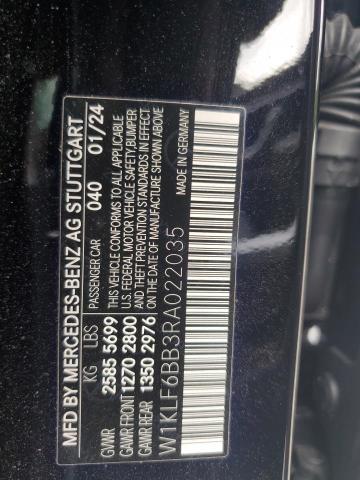 MFD BY MERCEDES-BENZ AG STUTTGART
PASSENGER CAR 040 01/24
KG LBS
GVWR 2585 5699
GAWR FRONT 1270 2800
GAWR REAR 1350 2976
THIS VEHICLE CONFORMS TO ALL APPLICABLE
U.S. FEDERAL MOTOR VEHICLE SAFETY,BUMPER
AND THEFT PREVENTION STANDARDS IN EFFECT
ON THE DATE OF MANUFACTURE SHOWN ABOVE
W1KLF6BB3RA022035
MADE IN GERMANY